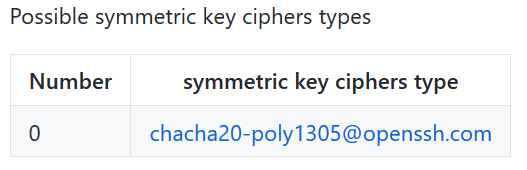 Possible symmetric key ciphers types
Number symmetric key ciphers type
0 chacha20-poly1305@openssh.com